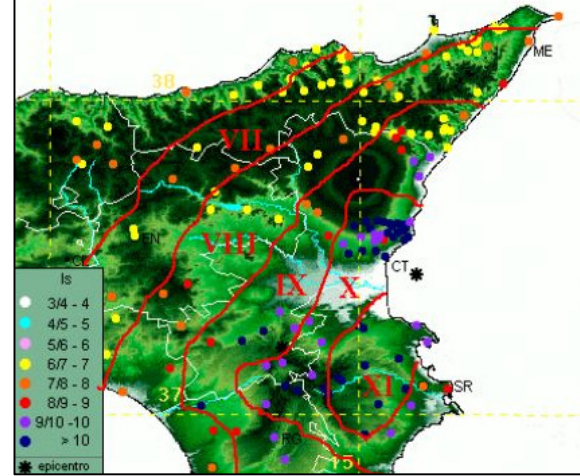 38
ME
VII
EN
VIII
CL
CT
IX
X
Is
3/4 - 4
4/5 - 5
5/6 - 6
6/7 - 7
7/8 - 8
8/9 - 9
9/10 -10
> 10
epicentro
37
XI
SR
RG
15